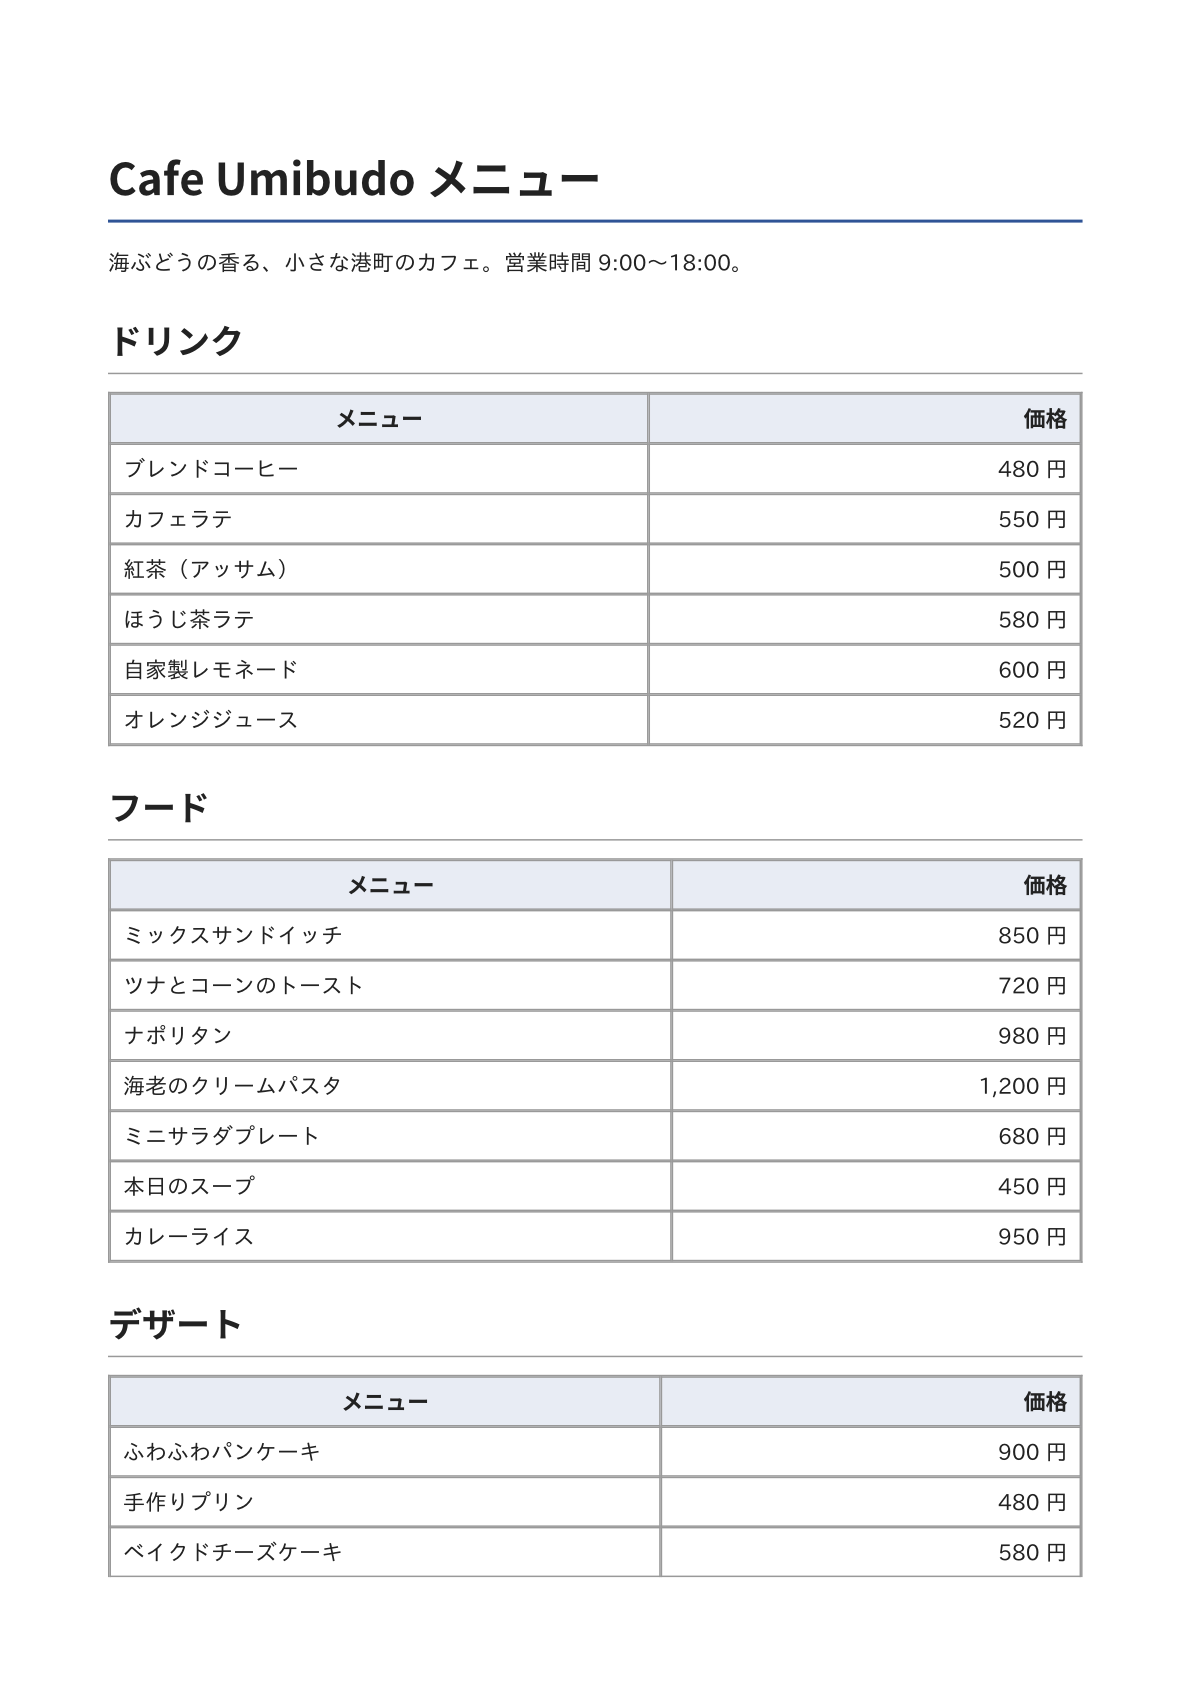 Cafe Umibudo メニュー
海ぶどうの香る、小さな港町のカフェ。営業時間 9:00〜18:00。
ドリンク
メニュー 価格
ブレンドコーヒー 480 円
カフェラテ 550 円
紅茶（アッサム） 500 円
ほうじ茶ラテ 580 円
自家製レモネード 600 円
オレンジジュース 520 円
フード
メニュー 価格
ミックスサンドイッチ 850 円
ツナとコーンのトースト 720 円
ナポリタン 980 円
海老のクリームパスタ 1,200 円
ミニサラダプレート 680 円
本日のスープ 450 円
カレーライス 950 円
デザート
メニュー 価格
ふわふわパンケーキ 900 円
手作りプリン 480 円
ベイクドチーズケーキ 580 円